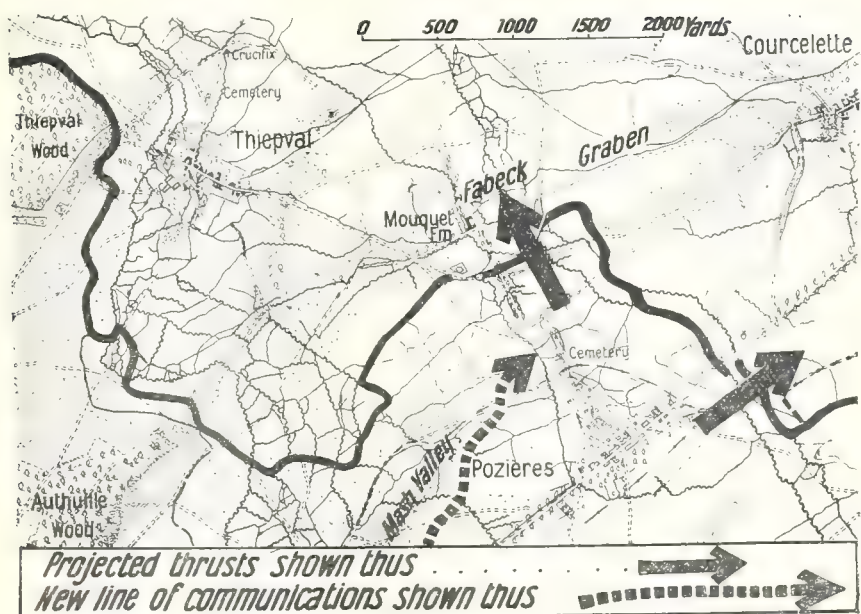 0 500 1000 1500 2000 Yards
Courcelette
Crucifix
Cemetery
Thiepval
Thiepval
Wood
Graben
Fabeck
Mouquet
Fm
Cemetery
Mash Valley
Pozières
Authuille
Wood
Projected thrusts shown thus . . . . . .
New line of communications shown thus